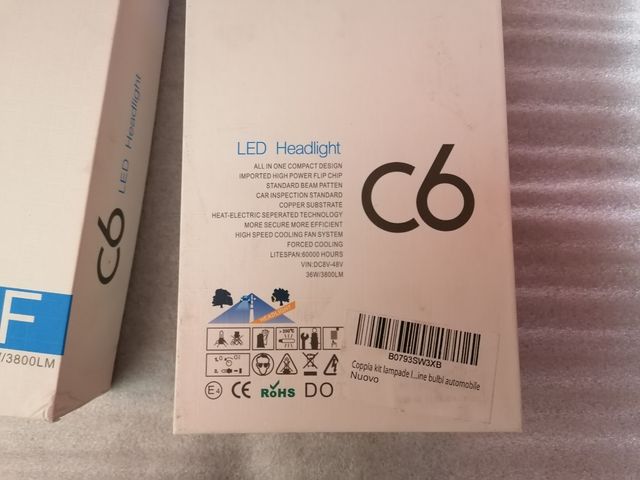 C6 LED Headlight
F
/3800LM
LED Headlight
ALL IN ONE COMPACT DESIGN
IMPORTED HIGH POWER FLIP CHIP
STANDARD BEAM PATTEN
CAR INSPECTION STANDARD
COPPER SUBSTRATE
HEAT-ELECTRIC SEPERATED TECHNOLOGY
MORE SECURE MORE EFFICIENT
HIGH SPEED COOLING FAN SYSTEM
FORCED COOLING
LITESPAN:60000 HOURS
VIN:DC8V-48V
36W/3800LM
C6
HEADLIGHT
E4 CE RoHS DO
B0793SW3XB
Coppia kit lampade l...ine bulbi automobile
Nuovo